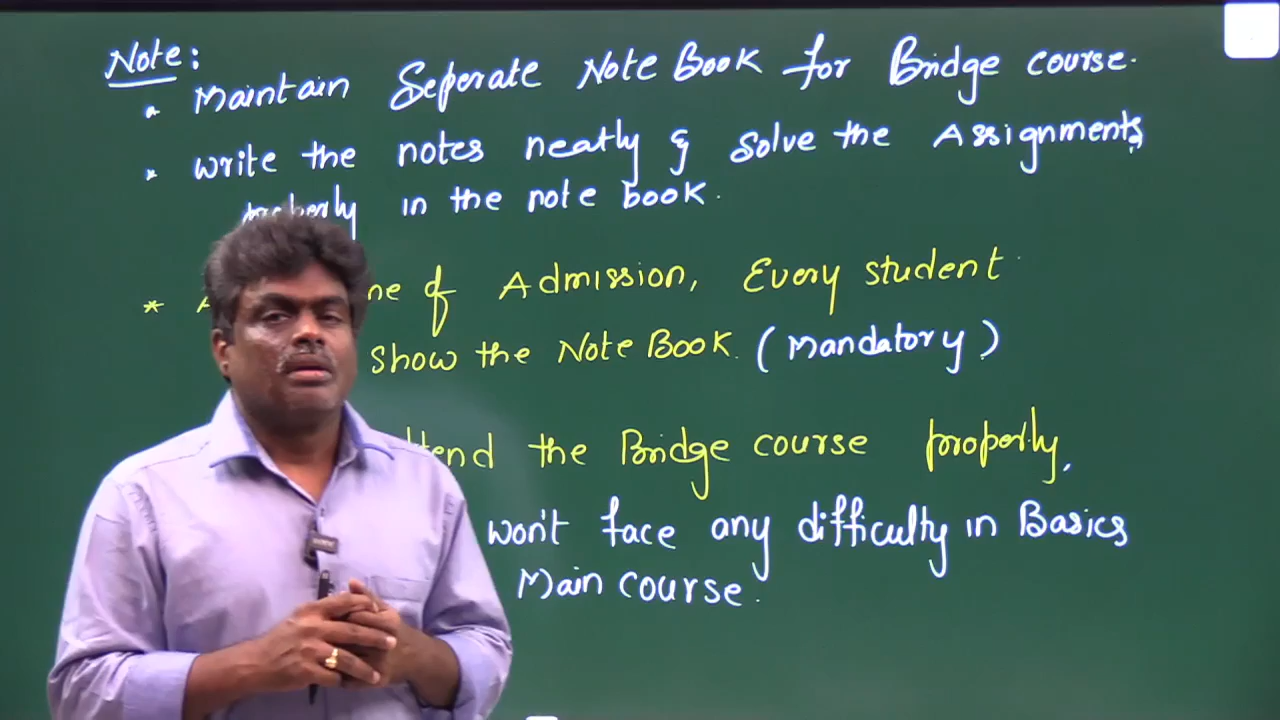 Note:
• Maintain Seperate Note Book for Bridge course.
• write the notes neatly & solve the Assignments
properly in the note book.
* ne of Admission, Every student
show the Note Book. (Mandatory)
the Bridge course properly,
won't face any difficulty in Basics
Main course.